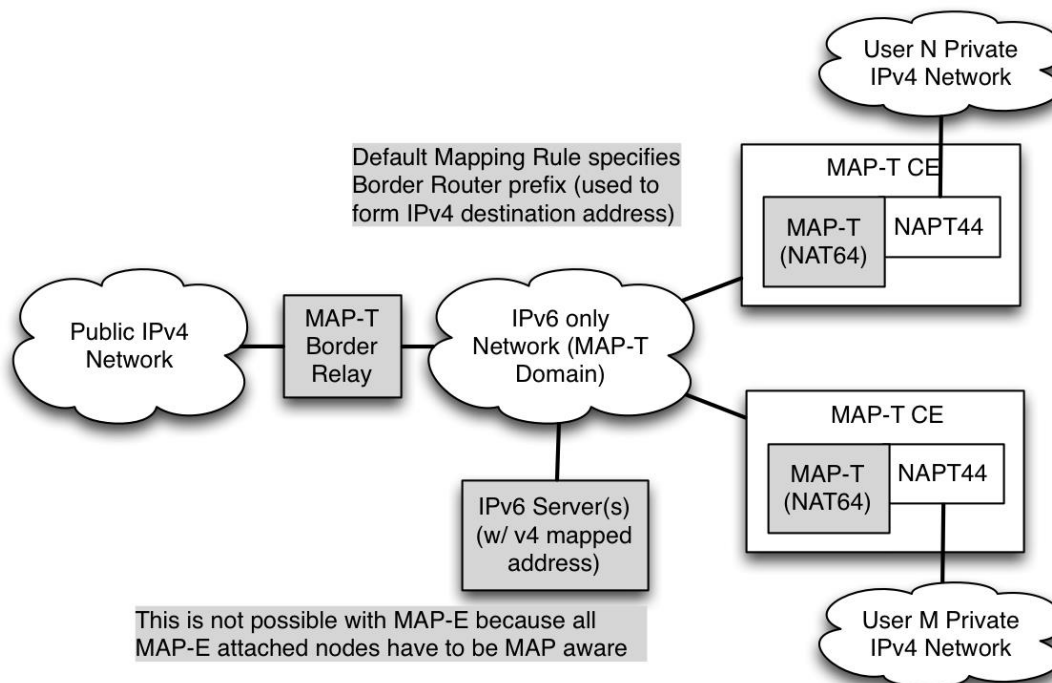 User N Private
IPv4 Network
Default Mapping Rule specifies
Border Router prefix (used to
form IPv4 destination address)
MAP-T CE
MAP-T
(NAT64)
NAPT44
Public IPv4
Network
MAP-T
Border
Relay
IPv6 only
Network (MAP-T
Domain)
MAP-T CE
MAP-T
(NAT64)
NAPT44
IPv6 Server(s)
(w/ v4 mapped
address)
This is not possible with MAP-E because all
MAP-E attached nodes have to be MAP aware
User M Private
IPv4 Network